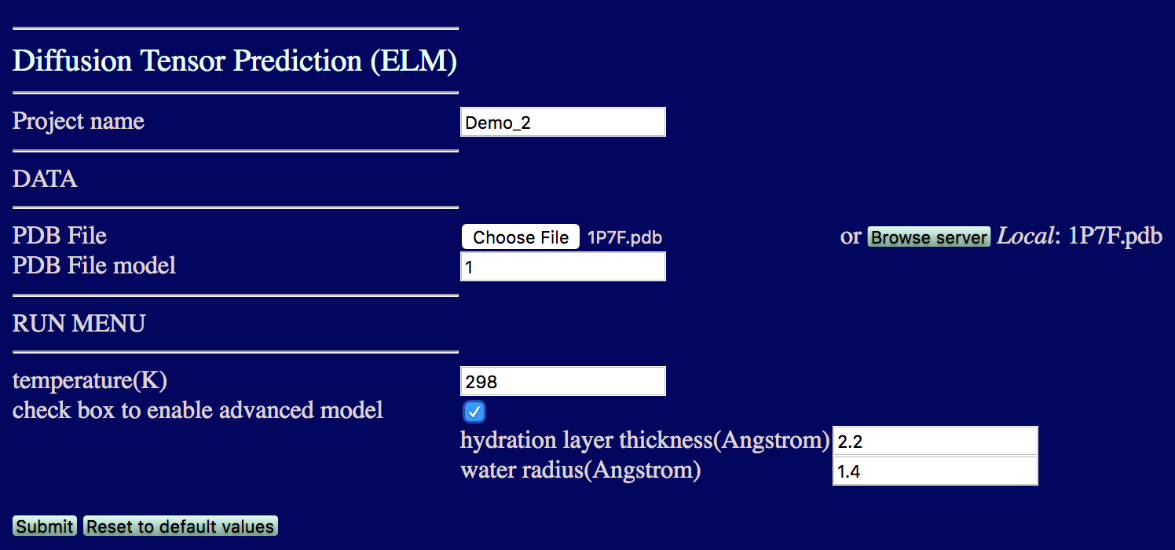 Diffusion Tensor Prediction (ELM)
Project name Demo_2
DATA
PDB File Choose File 1P7F.pdb or Browse server Local: 1P7F.pdb
PDB File model 1
RUN MENU
temperature(K) 298
check box to enable advanced model
hydration layer thickness(Angstrom) 2.2
water radius(Angstrom) 1.4
Submit Reset to default values